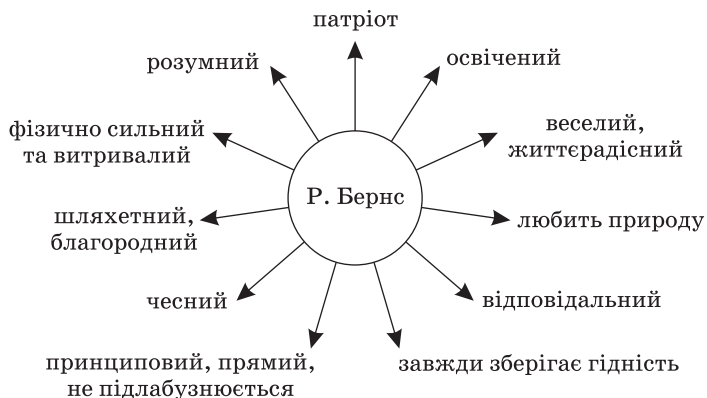 патріот
розумний
освічений
фізично сильний
та витривалий
веселий,
життєрадісний
Р. Бернс
шляхетний,
благородний
любить природу
чесний
відповідальний
принциповий, прямий,
не підлабузнюється
завжди зберігає гідність